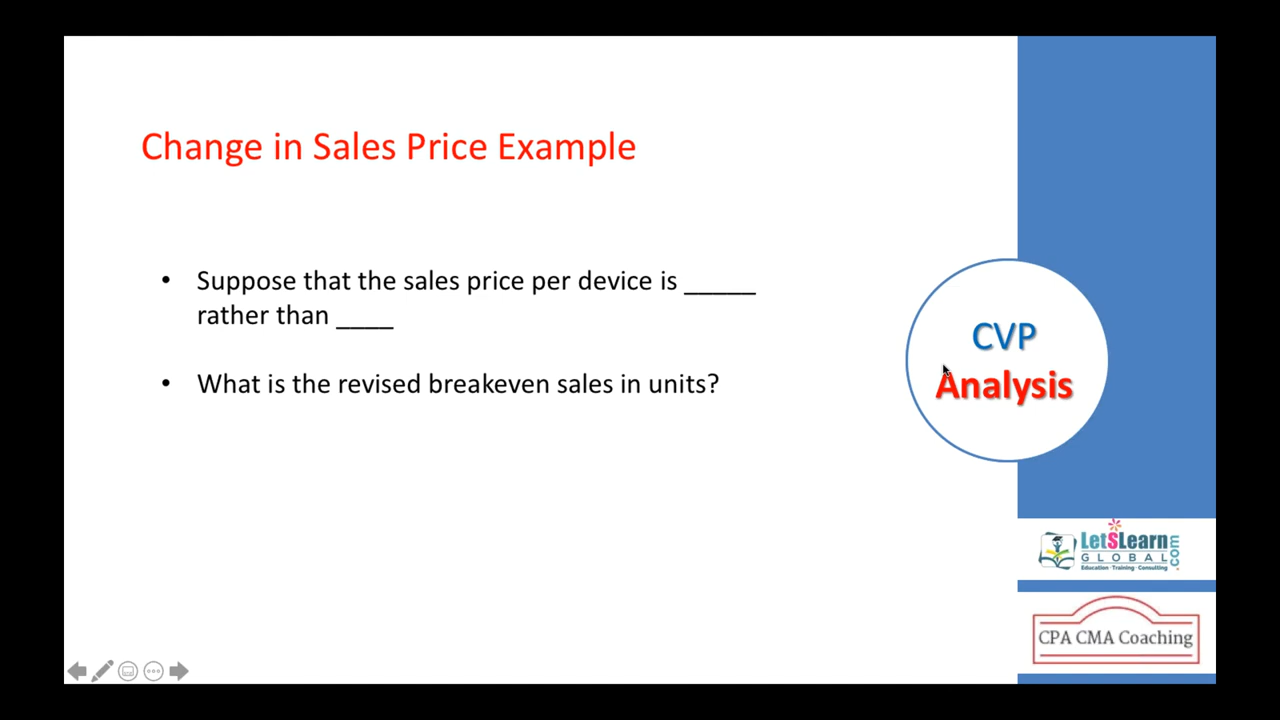 Change in Sales Price Example
• Suppose that the sales price per device is _____
rather than ____
• What is the revised breakeven sales in units?
CVP
Analysis
LetSLearn
.com
GLOBAL
Education · Training · Consulting
CPA CMA Coaching